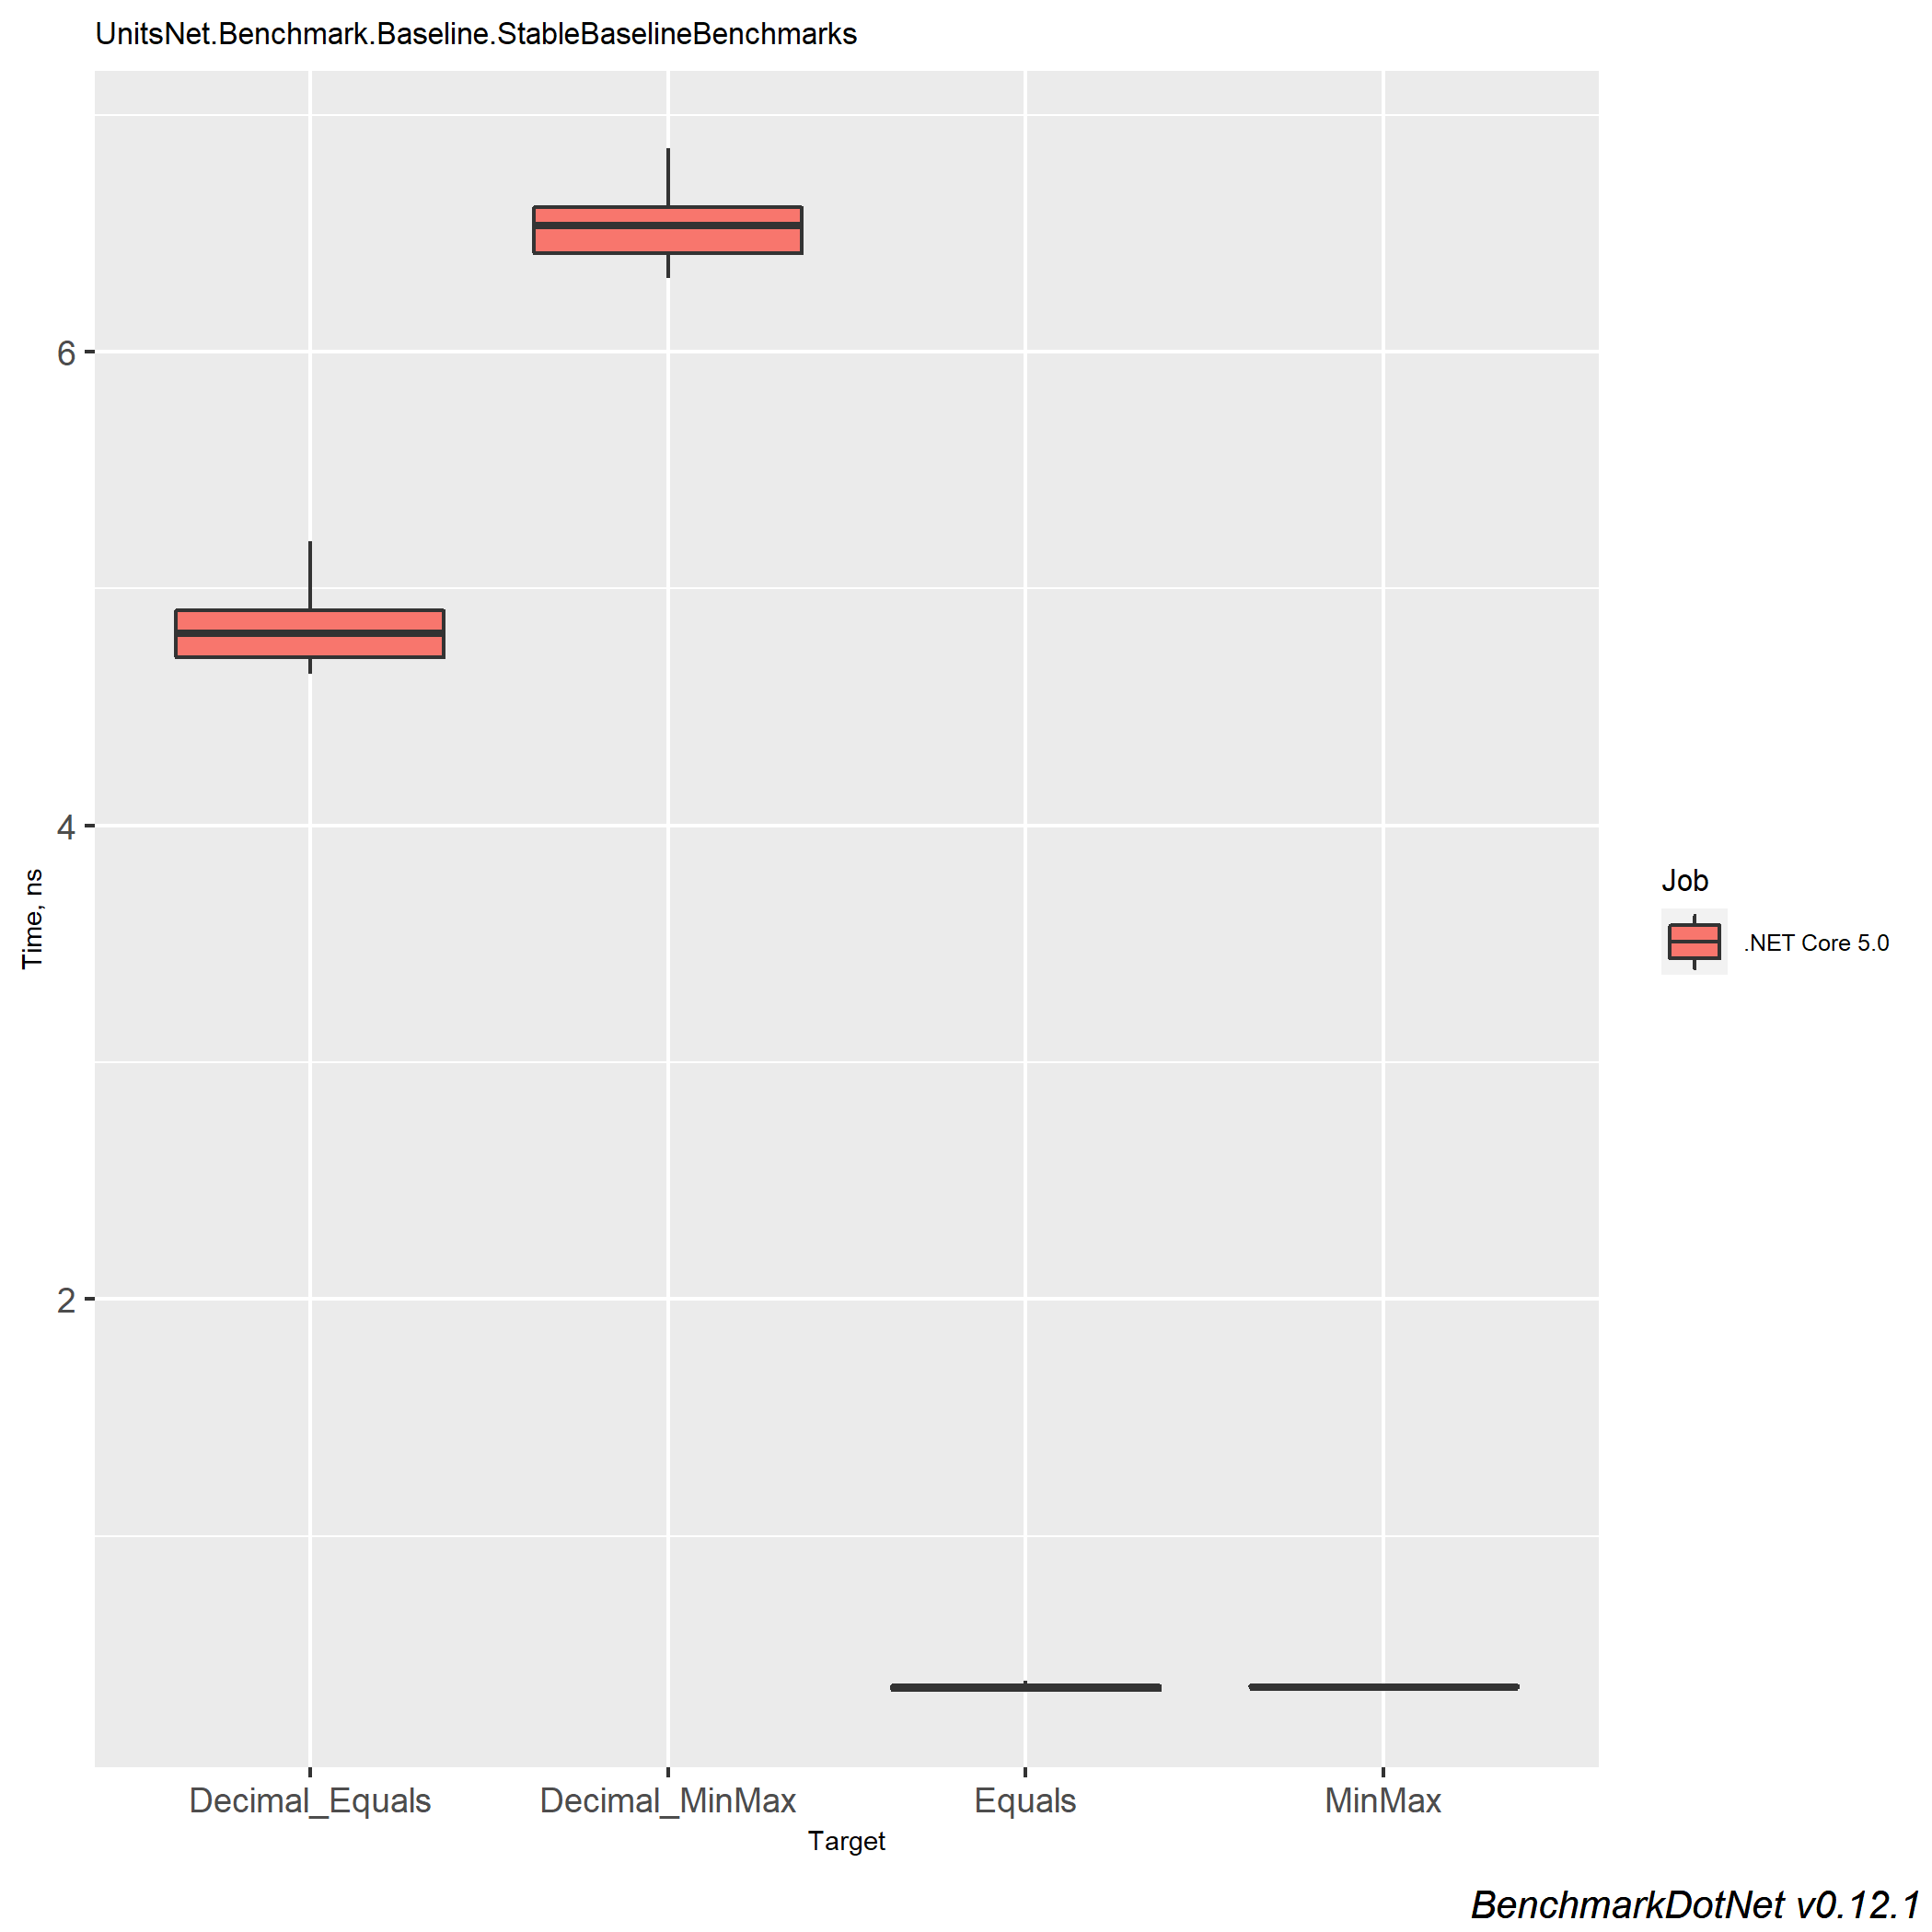 UnitsNet.Benchmark.Baseline.StableBaselineBenchmarks
6
4
2
Time, ns
Decimal_Equals
Decimal_MinMax
Equals
MinMax
Target
Job
.NET Core 5.0
BenchmarkDotNet v0.12.1